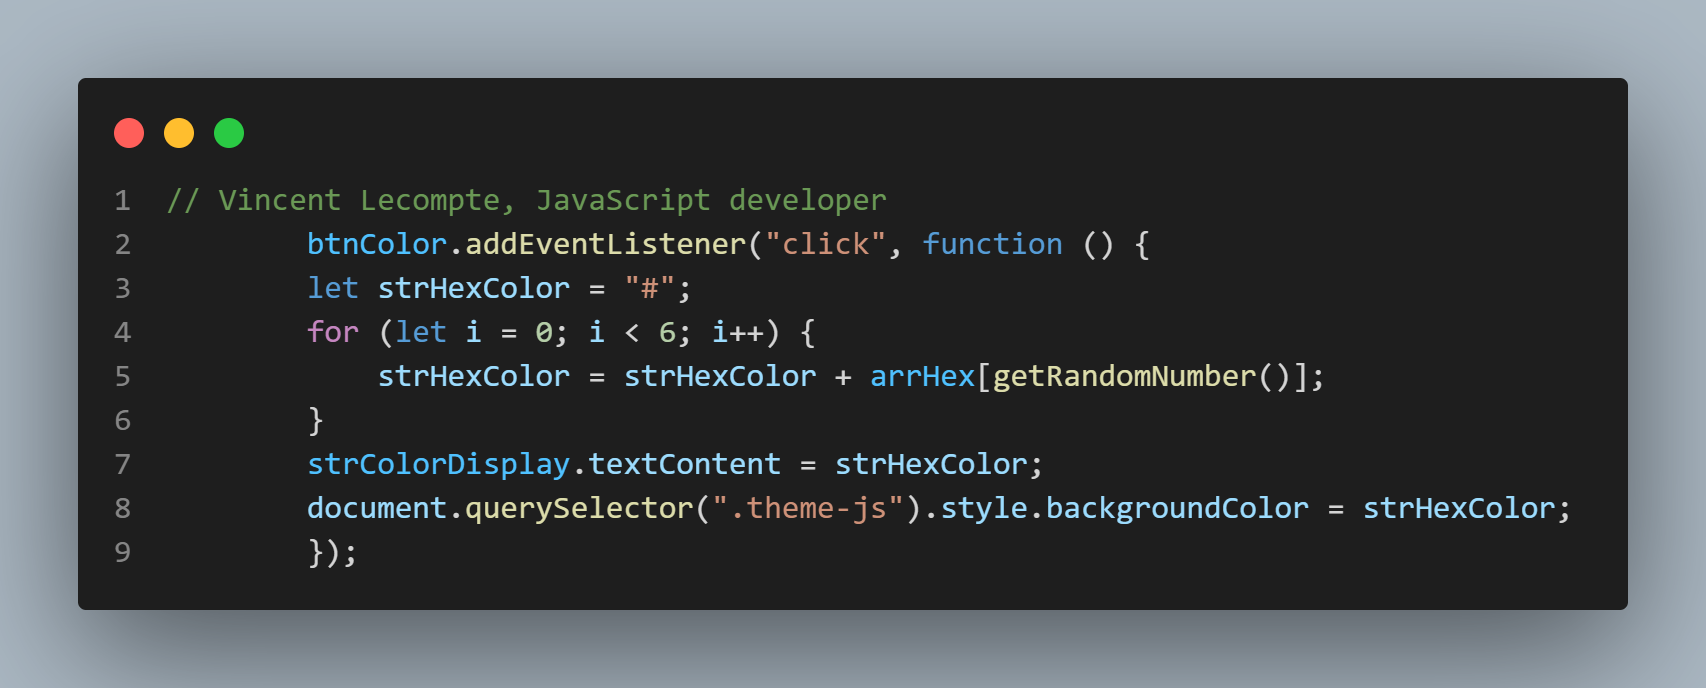 1 // Vincent Lecompte, JavaScript developer
2         btnColor.addEventListener("click", function () {
3         let strHexColor = "#";
4         for (let i = 0; i < 6; i++) {
5             strHexColor = strHexColor + arrHex[getRandomNumber()];
6         }
7         strColorDisplay.textContent = strHexColor;
8         document.querySelector(".theme-js").style.backgroundColor = strHexColor;
9         });